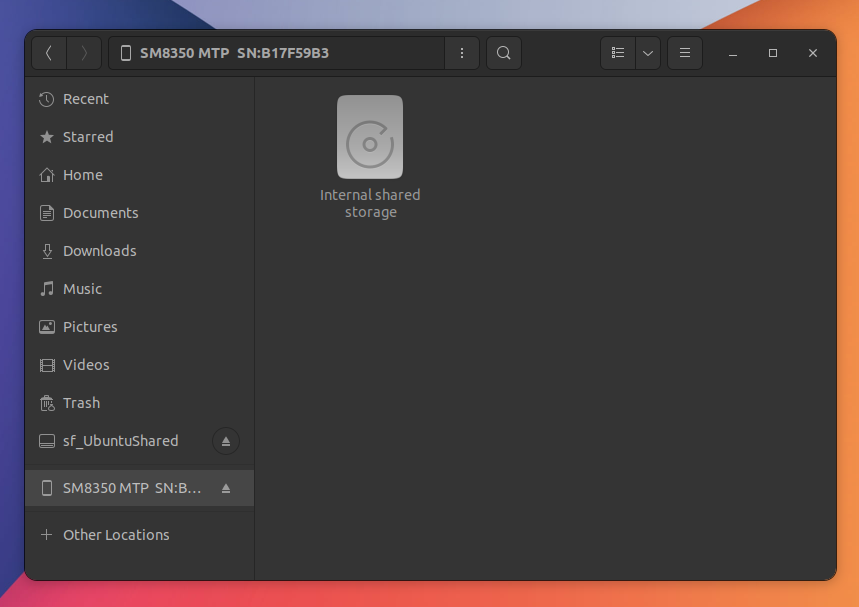 SM8350 MTP  SN:B17F59B3
Recent
Starred
Home
Documents
Downloads
Music
Pictures
Videos
Trash
sf_UbuntuShared
SM8350 MTP  SN:B…
Other Locations
Internal shared
storage